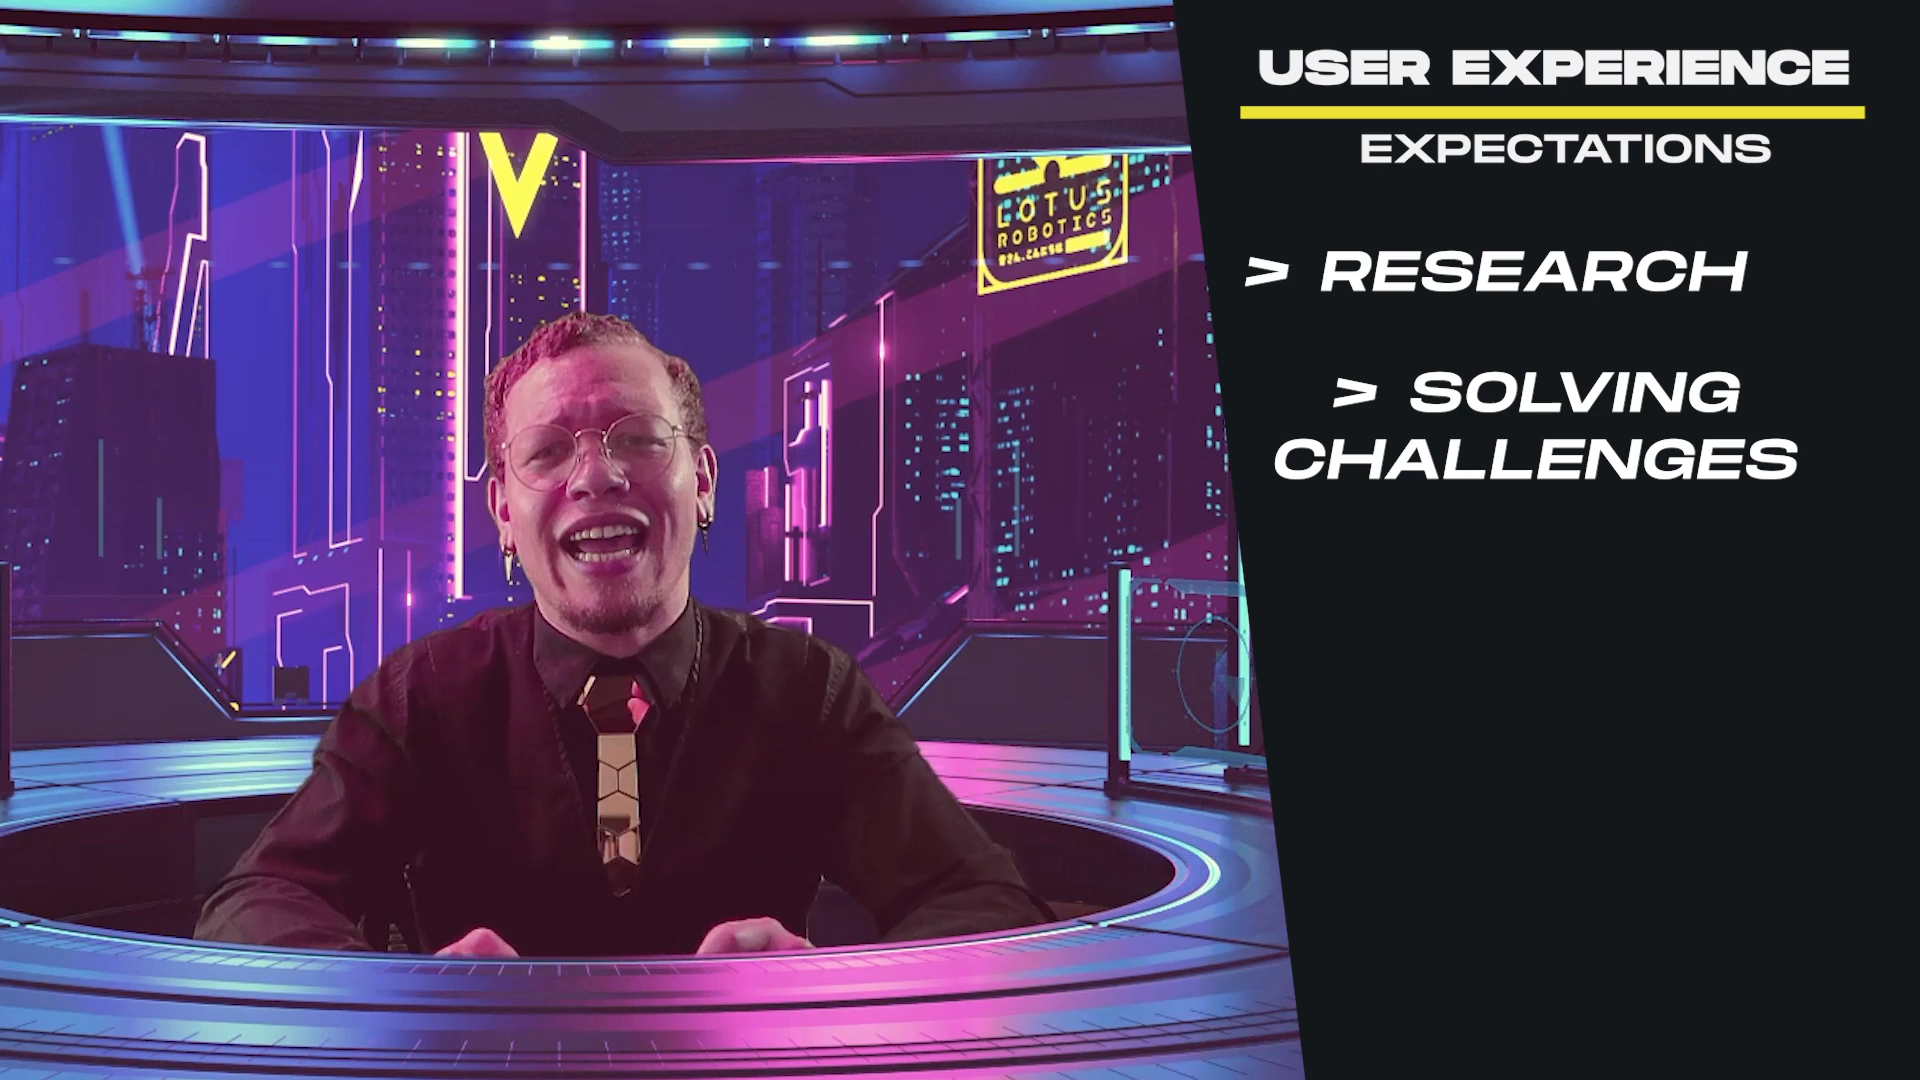 USER EXPERIENCE
EXPECTATIONS
> RESEARCH
> SOLVING
CHALLENGES
V
LOTUS
ROBOTICS